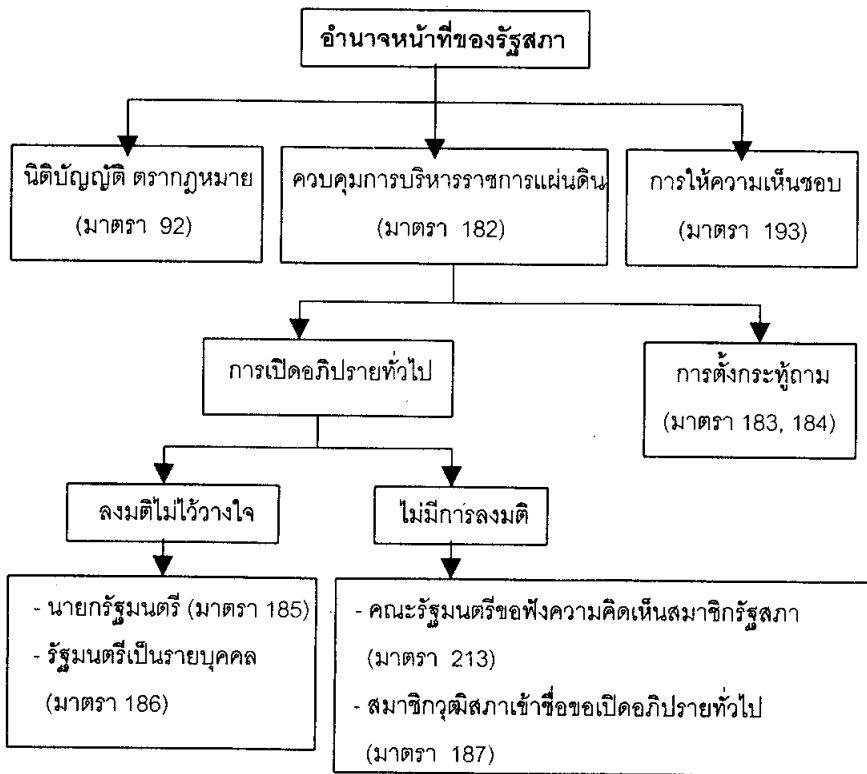 อำนาจหน้าที่ของรัฐสภา
นิติบัญญัติ ตรากฎหมาย
(มาตรา 92)
ควบคุมการบริหารราชการแผ่นดิน
(มาตรา 182)
การให้ความเห็นชอบ
(มาตรา 193)
การเปิดอภิปรายทั่วไป
การตั้งกระทู้ถาม
(มาตรา 183, 184)
ลงมติไม่ไว้วางใจ
ไม่มีการลงมติ
- นายกรัฐมนตรี (มาตรา 185)
- รัฐมนตรีเป็นรายบุคคล
(มาตรา 186)
- คณะรัฐมนตรีขอฟังความคิดเห็นสมาชิกรัฐสภา
(มาตรา 213)
- สมาชิกวุฒิสภาเข้าชื่อขอเปิดอภิปรายทั่วไป
(มาตรา 187)